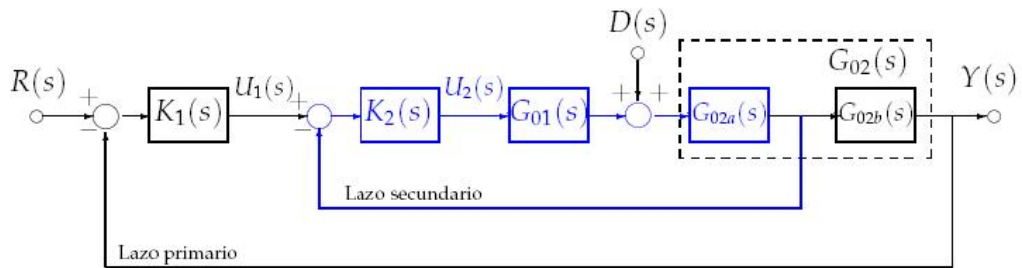 D(s)
G₀₂(s)
R(s)
Y(s)
+
−
K₁(s)
U₁(s)
+
−
K₂(s)
U₂(s)
G₀₁(s)
+
+
G₀₂ₐ(s)
G₀₂b(s)
Lazo secundario
Lazo primario